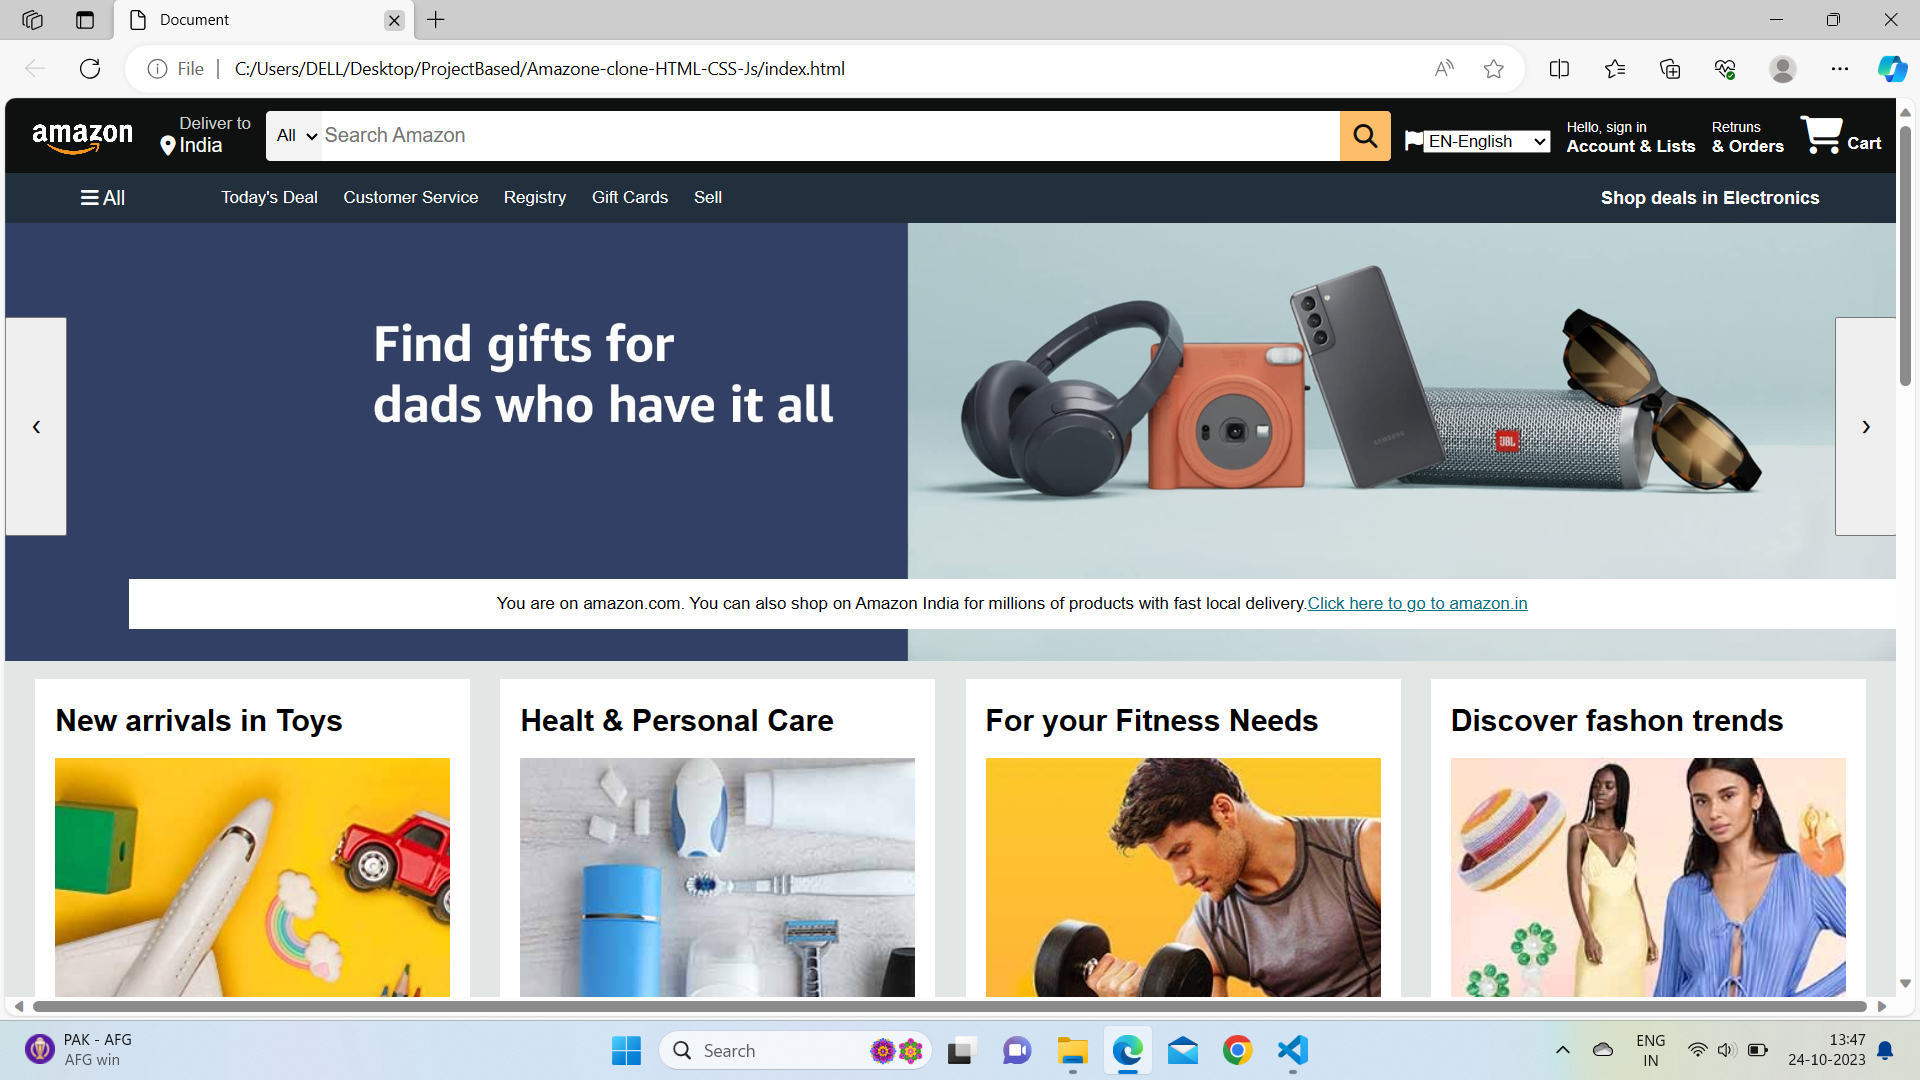 Document
File
C:/Users/DELL/Desktop/ProjectBased/Amazone-clone-HTML-CSS-Js/index.html
amazon
Deliver to
India
All
Search Amazon
EN-English
Hello, sign in
Account & Lists
Retruns
& Orders
Cart
All
Today's Deal
Customer Service
Registry
Gift Cards
Sell
Shop deals in Electronics
Find gifts for
dads who have it all
SAMSUNG
JBL
‹
›
You are on amazon.com. You can also shop on Amazon India for millions of products with fast local delivery.Click here to go to amazon.in
New arrivals in Toys
Healt & Personal Care
For your Fitness Needs
Discover fashon trends
PAK - AFG
AFG win
Search
ENG
IN
13:47
24-10-2023